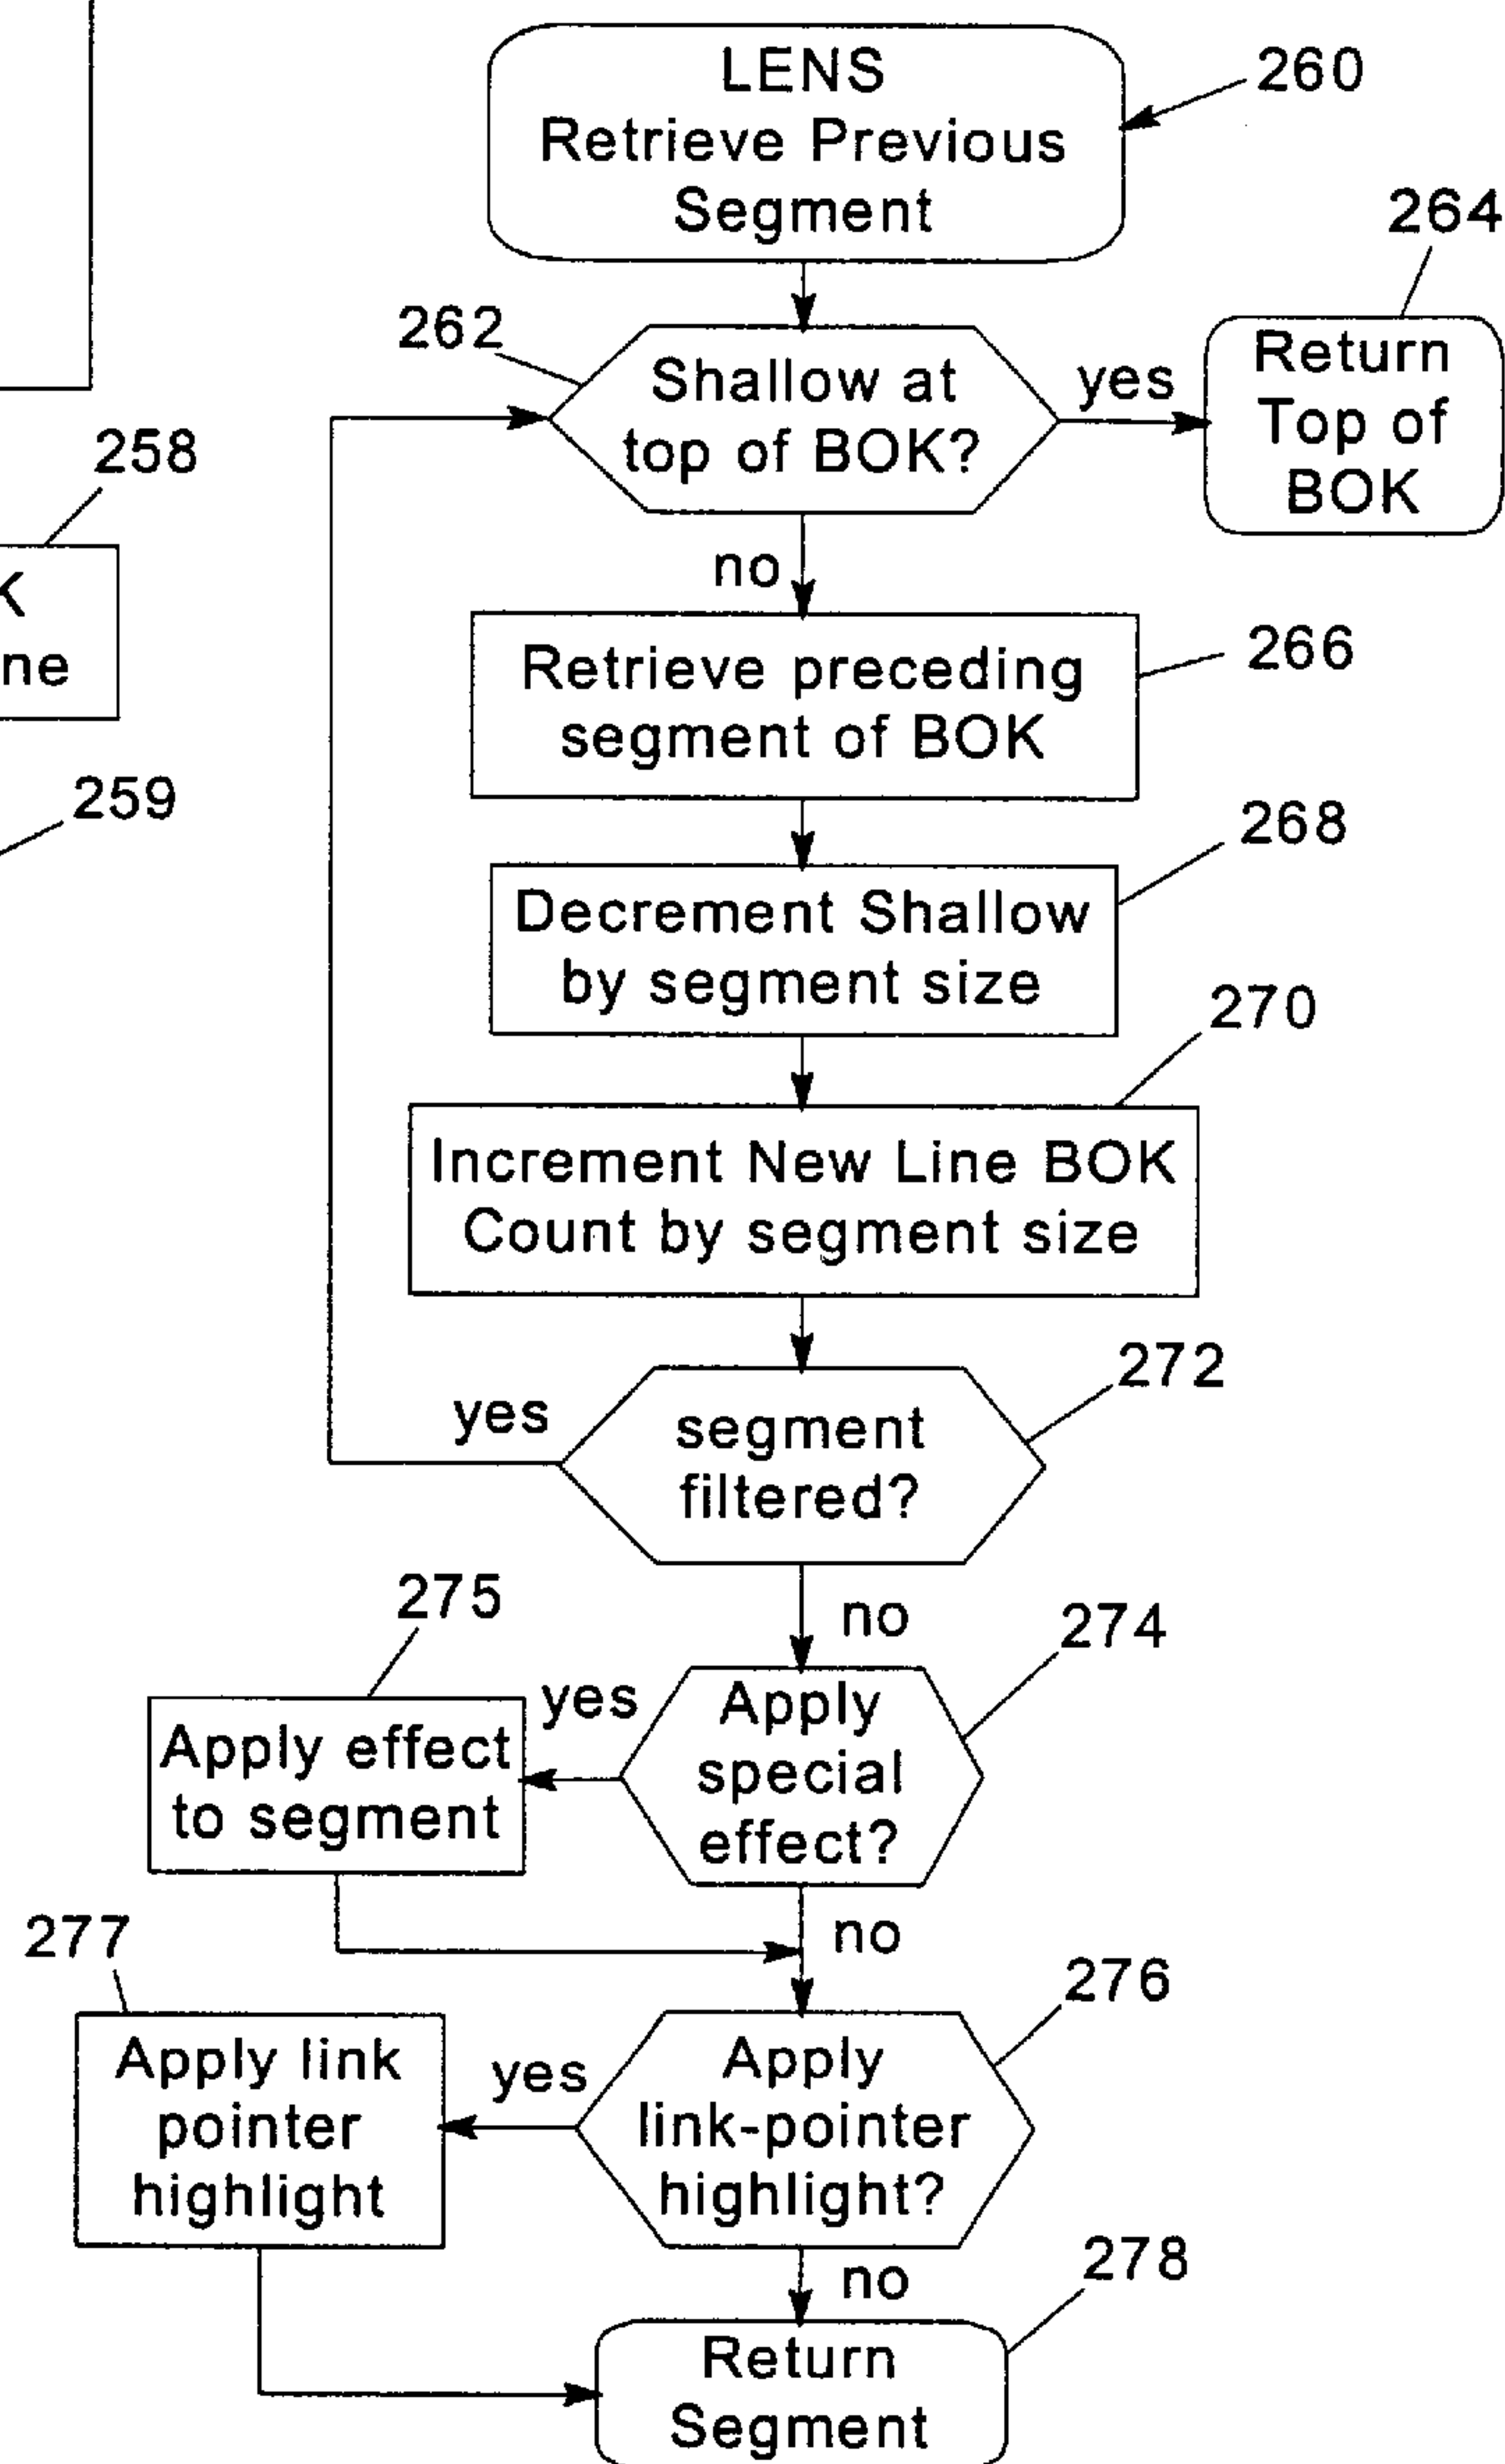 LENS
Retrieve Previous
Segment
260
262
Shallow at
top of BOK?
yes
264
Return
Top of
BOK
258
K
ne
259
no
Retrieve preceding
segment of BOK
266
Decrement Shallow
by segment size
268
Increment New Line BOK
Count by segment size
270
segment
filtered?
272
yes
no
Apply
special
effect?
274
yes
275
Apply effect
to segment
no
Apply
link-pointer
highlight?
276
yes
277
Apply link
pointer
highlight
no
Return
Segment
278